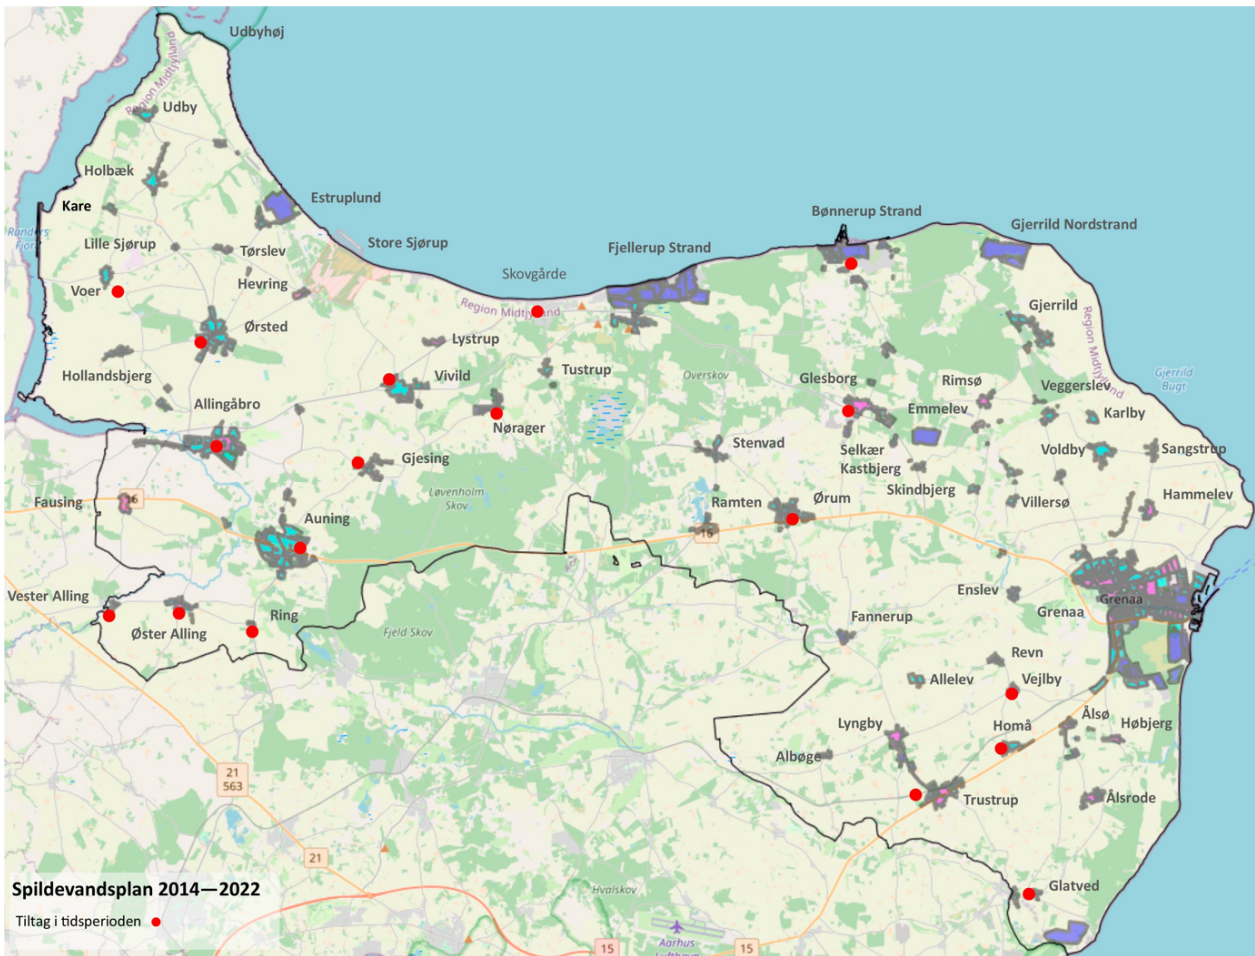 Udbyhøj
Region Midtjylland
Udby
Holbæk
Kare
Estruplund
Randers
Fjord
Lille Sjørup
Tørslev
Store Sjørup
Voer
Hevring
Skovgårde
Fjellerup Strand
Bønnerup Strand
Gjerrild Nordstrand
Region Midtjylland
Ørsted
Lystrup
Gjerrild
Region Midtjylland
Hollandsbjerg
Vivild
Tustrup
Overskov
Glesborg
Rimsø
Veggerslev
Gjerrild
Bugt
Allingåbro
Nørager
Emmelev
Karlby
Gjesing
Stenvad
Selkær
Kastbjerg
Voldby
Sangstrup
Skindbjerg
Fausing
16
Løvenholm
Skov
Ramten
Ørum
Villersø
Hammelev
Auning
16
Vester Alling
Øster Alling
Ring
Fjeld Skov
Fannerup
Enslev
Grenaa
Grenaa
Revn
Allelev
Vejlby
Lyngby
Homå
Ålsø
Høbjerg
Albøge
21
563
Trustrup
Ålsrode
21
Spildevandsplan 2014—2022
Tiltag i tidsperioden
Hvalskov
Glatved
15
Aarhus
Lufthavn
15